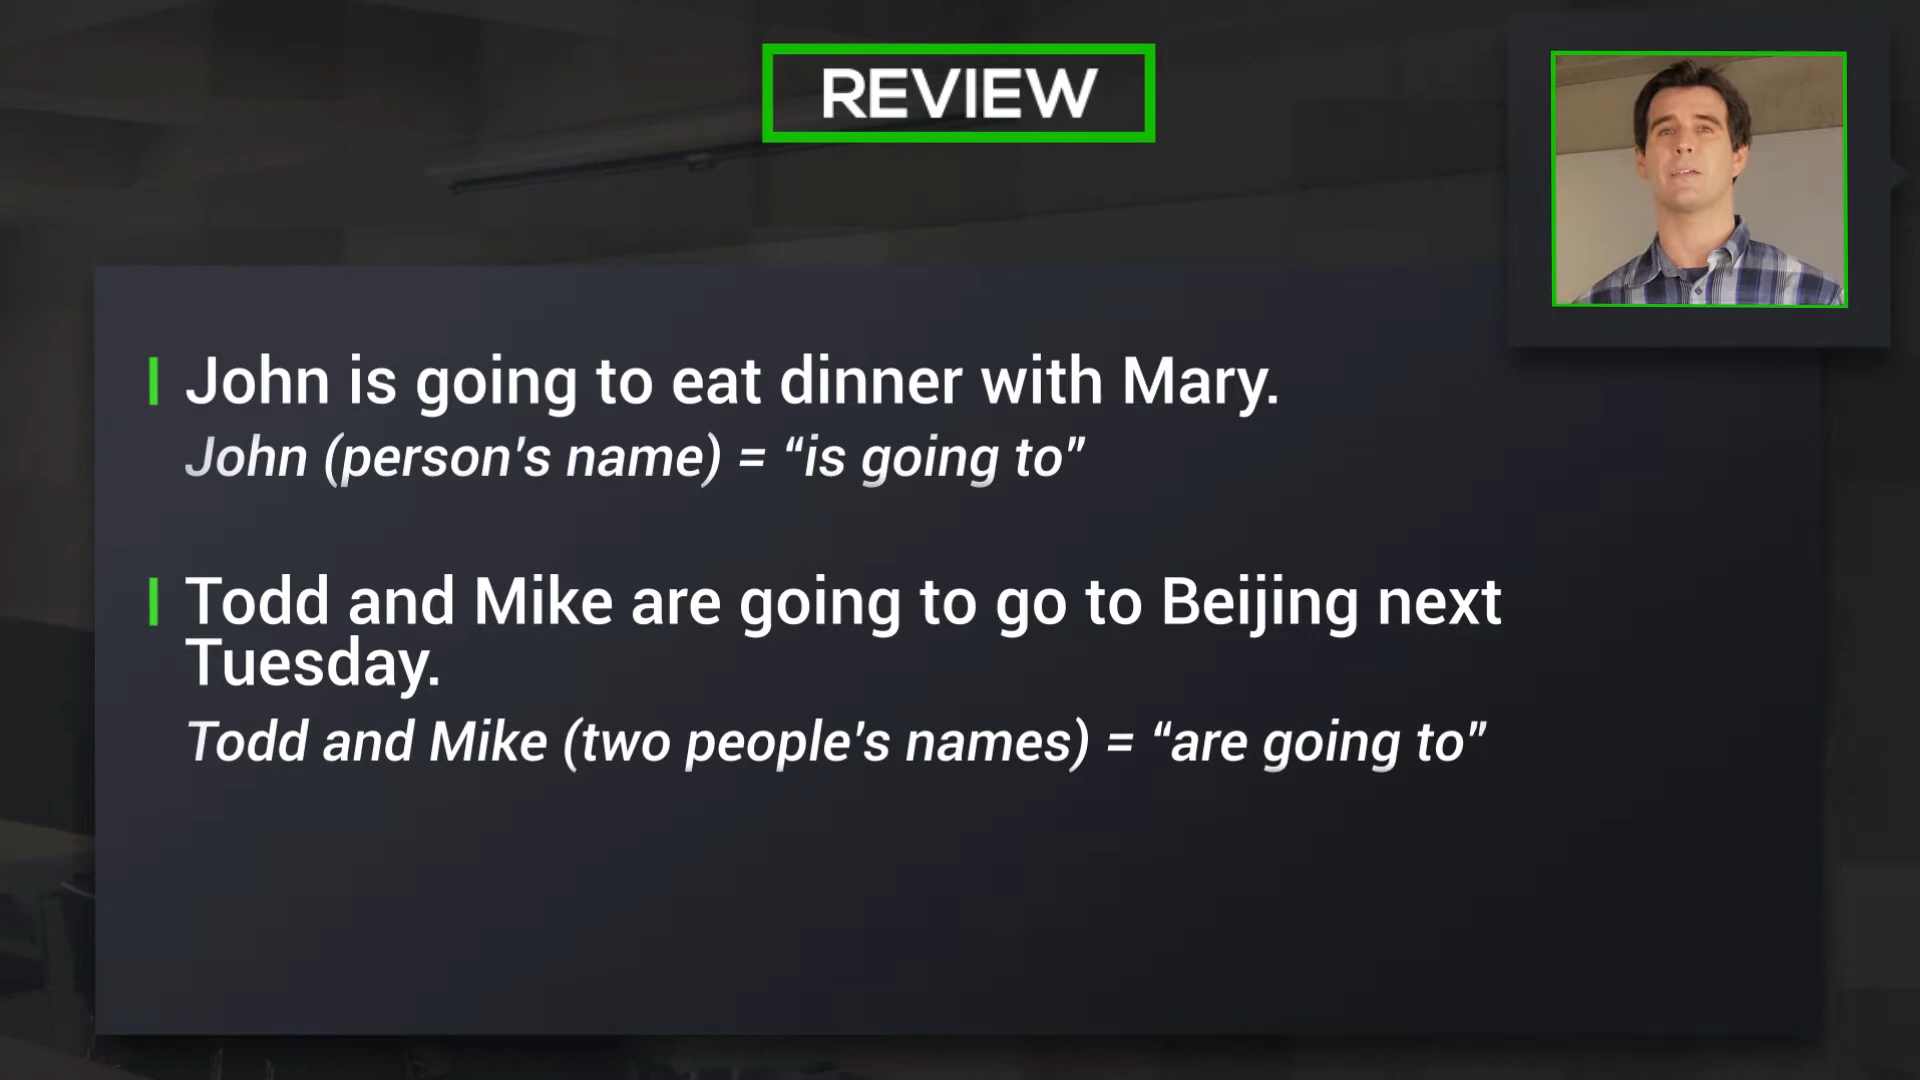 REVIEW
John is going to eat dinner with Mary.
John (person's name) = “is going to”
Todd and Mike are going to go to Beijing next
Tuesday.
Todd and Mike (two people's names) = “are going to”